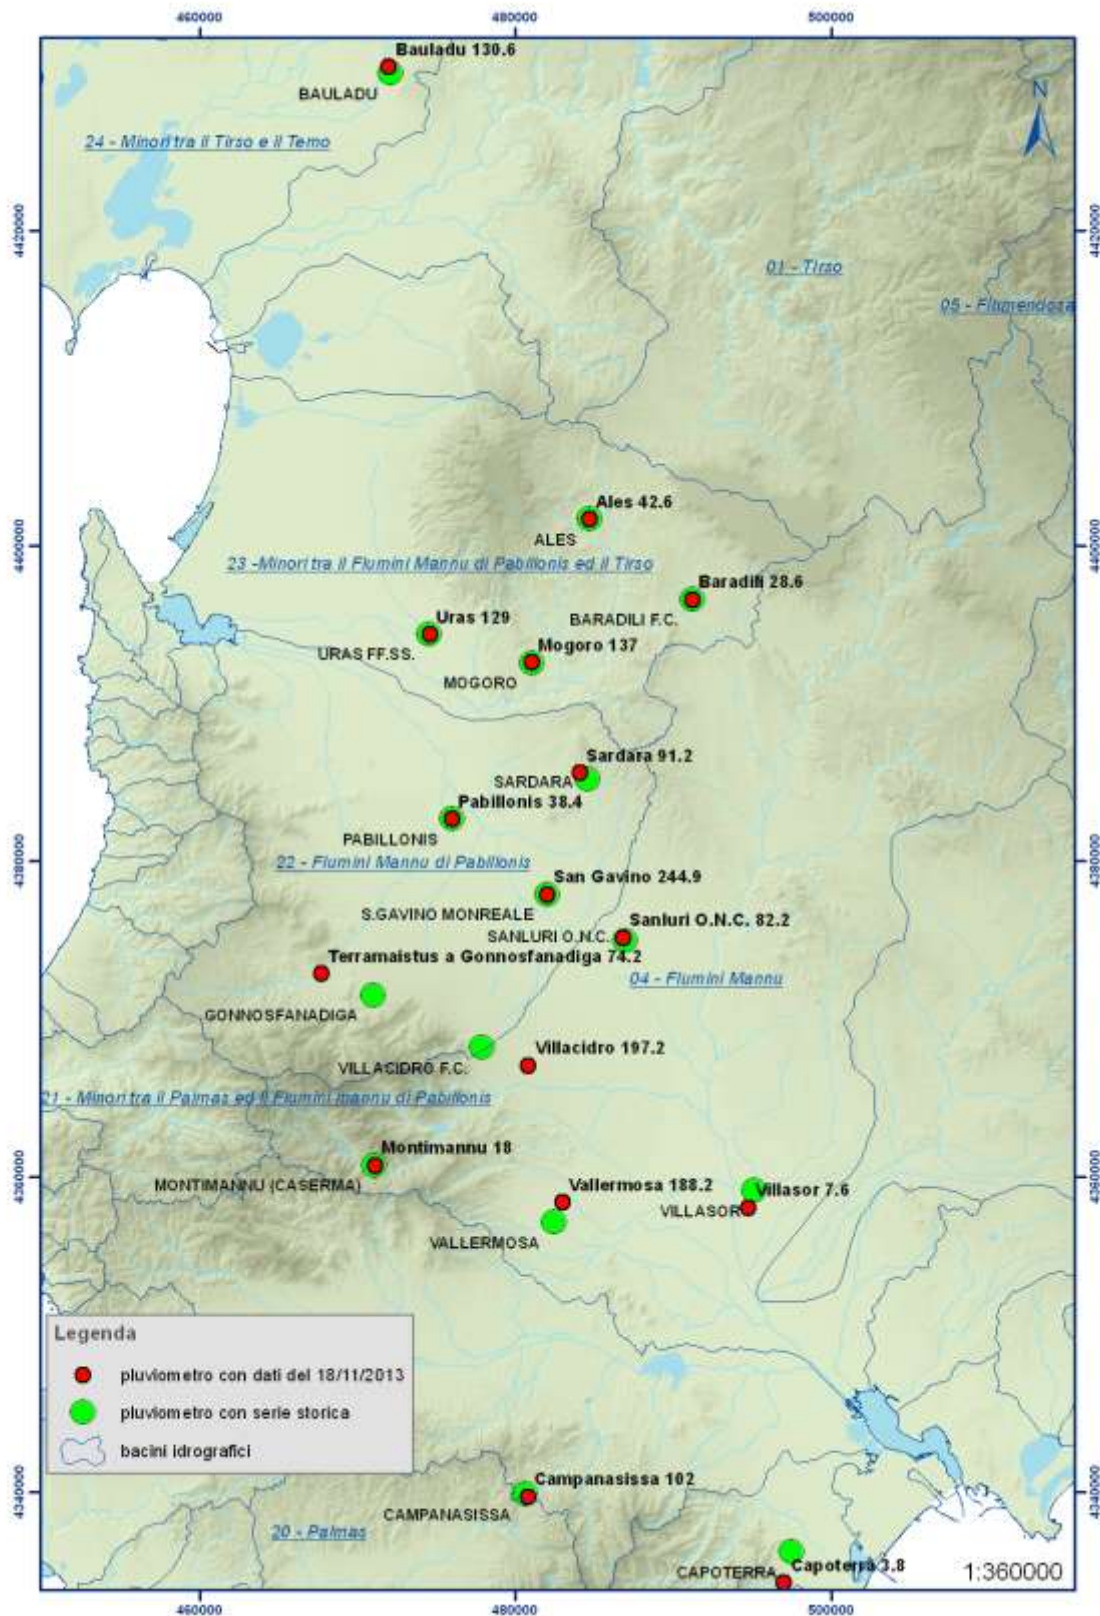 460000
480000
500000
Bauladu 130.6
BAULADU
N
24 - Minori tra il Tirso e il Temo
4420000
4420000
01 - Tirso
05 - Flumendosa
Ales 42.6
ALES
4400000
4400000
23 -Minori tra il Flumini Mannu di Pabillonis ed il Tirso
Baradili 28.6
BARADILI F.C.
Uras 129
URAS FF.SS.
Mogoro 137
MOGORO
Sardara 91.2
SARDARA
Pabillonis 38.4
PABILLONIS
4380000
4380000
22 - Flumini Mannu di Pabillonis
San Gavino 244.9
S.GAVINO MONREALE
Sanluri O.N.C. 82.2
SANLURI O.N.C.
Terramaistus a Gonnosfanadiga 74.2
04 - Flumini Mannu
GONNOSFANADIGA
Villacidro 197.2
VILLACIDRO F.C.
21 - Minori tra il Palmas ed il Flumini mannu di Pabillonis
Montimannu 18
MONTIMANNU (CASERMA)
4360000
4360000
Vallermosa 188.2
VALLERMOSA
Villasor 7.6
VILLASOR
Legenda
pluviometro con dati del 18/11/2013
pluviometro con serie storica
bacini idrografici
Campanasissa 102
CAMPANASISSA
4340000
4340000
20 - Palmas
Capoterra 3.8
CAPOTERRA
1:360000
460000
480000
500000